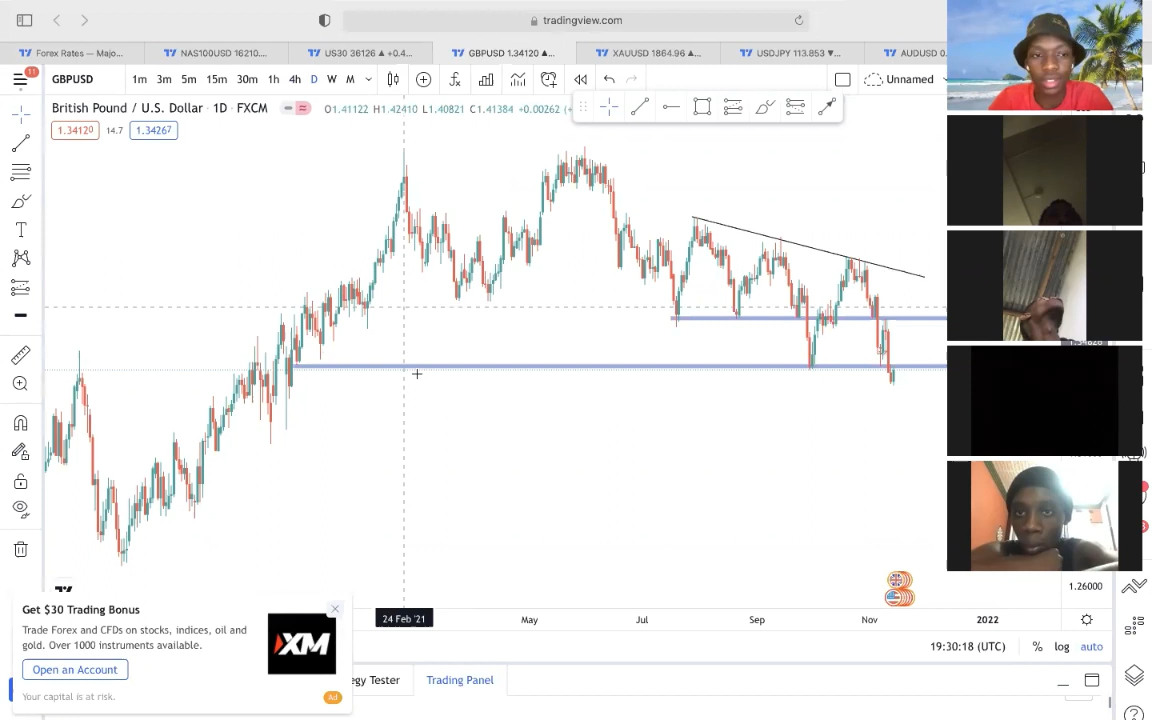 tradingview.com
Forex Rates — Majo...
NAS100USD 16210....
US30 36126 ▲ +0.4...
GBPUSD 1.34120 ▲...
XAUUSD 1864.96 ▲...
USDJPY 113.853 ▼...
AUDUSD 0.
11
GBPUSD
1m 3m 5m 15m 30m 1h 4h D W M
Unnamed
British Pound / U.S. Dollar · 1D · FXCM
O1.41122 H1.42410 L1.40821 C1.41384 +0.00262
1.34120
14.7
1.34267
1.26000
24 Feb '21
May
Jul
Sep
Nov
2022
19:30:18 (UTC)
%
log
auto
Get $30 Trading Bonus
Trade Forex and CFDs on stocks, indices, oil and
gold. Over 1000 instruments available.
Open an Account
Your capital is at risk.
XM
Ad
Tester
Trading Panel